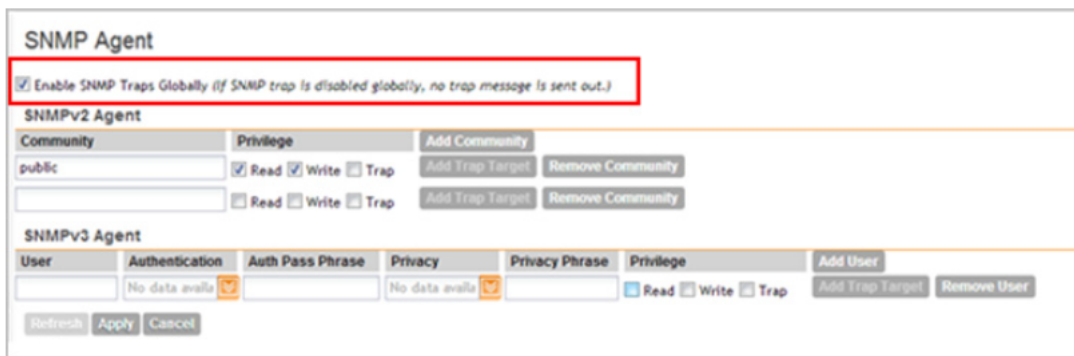 SNMP Agent
Enable SNMP Traps Globally (If SNMP trap is disabled globally, no trap message is sent out.)
SNMPv2 Agent
Community Privilege Add Community
public Read Write Trap Add Trap Target Remove Community
Read Write Trap Add Trap Target Remove Community
SNMPv3 Agent
User Authentication Auth Pass Phrase Privacy Privacy Phrase Privilege Add User
No data availa No data availa Read Write Trap Add Trap Target Remove User
Refresh Apply Cancel